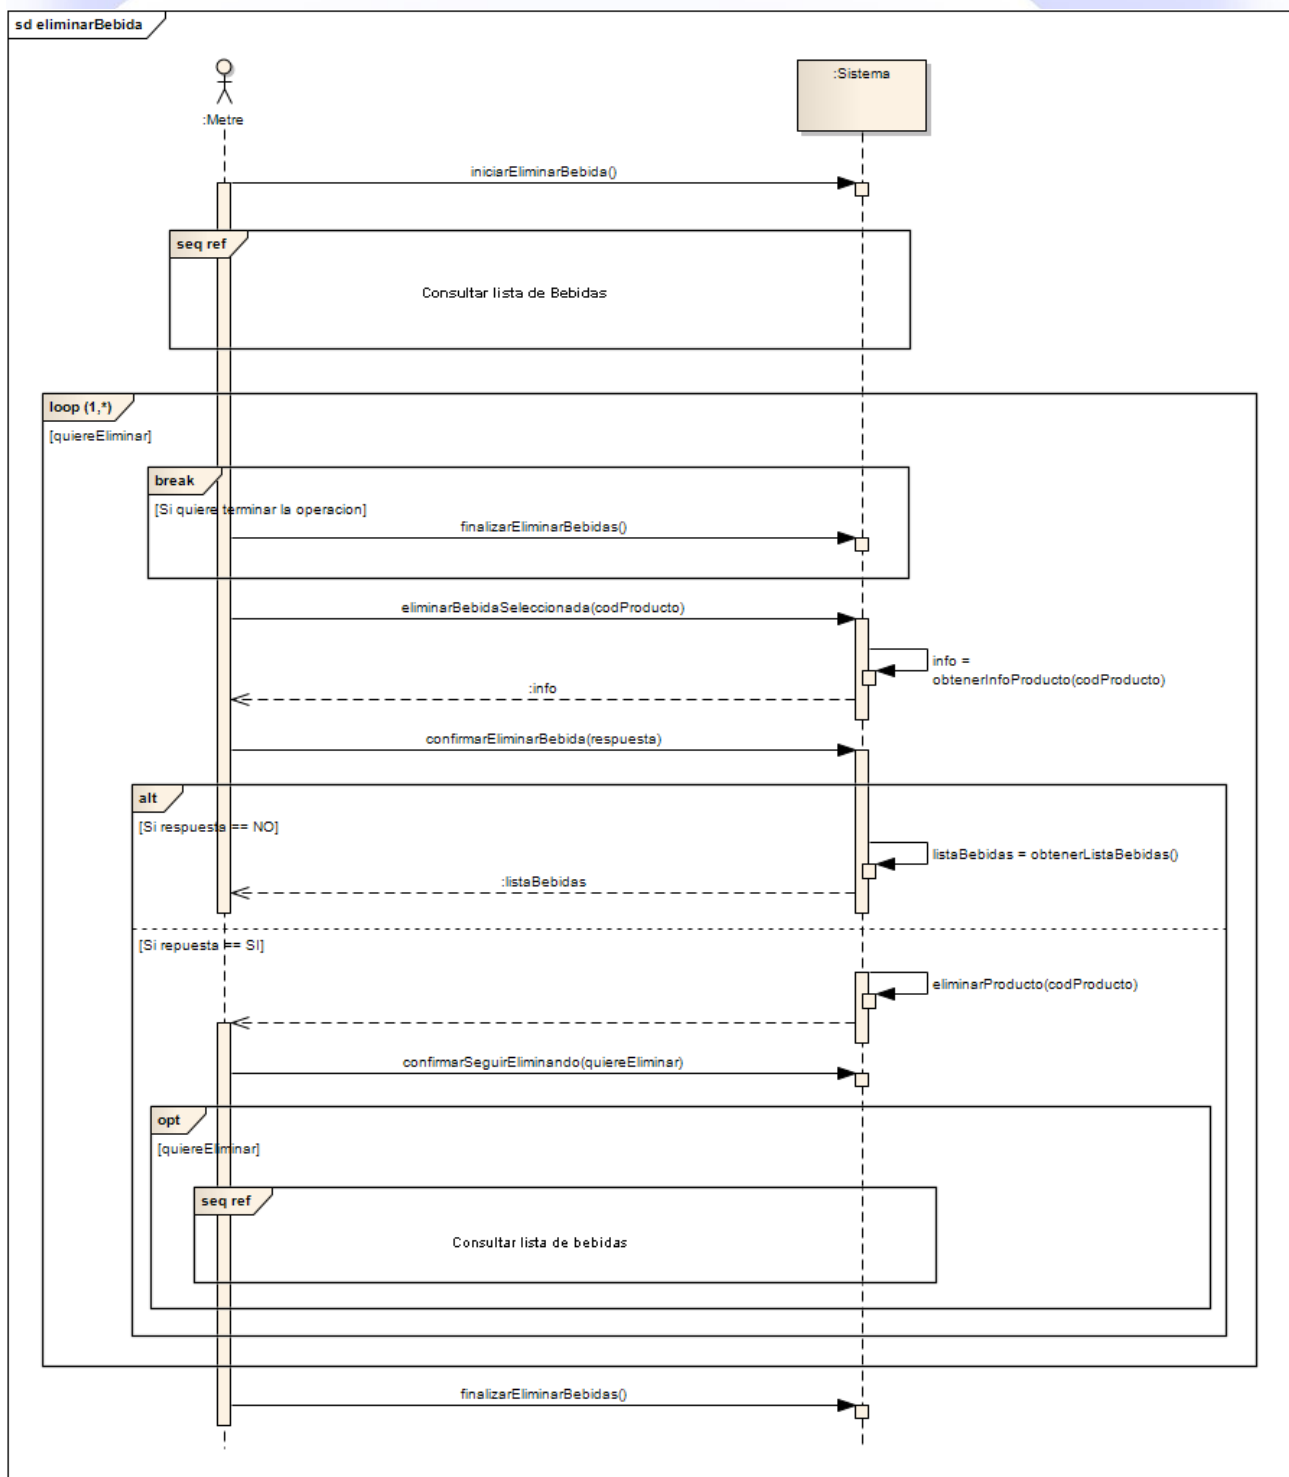 sd eliminarBebida
:Metre
:Sistema
iniciarEliminarBebida()
seq ref
Consultar lista de Bebidas
loop (1,*)
[quiereEliminar]
break
[Si quiere terminar la operacion]
finalizarEliminarBebidas()
eliminarBebidaSeleccionada(codProducto)
info =
obtenerInfoProducto(codProducto)
:info
confirmarEliminarBebida(respuesta)
alt
[Si respuesta == NO]
listaBebidas = obtenerListaBebidas()
:listaBebidas
[Si repuesta == SI]
eliminarProducto(codProducto)
confirmarSeguirEliminando(quiereEliminar)
opt
[quiereEliminar]
seq ref
Consultar lista de bebidas
finalizarEliminarBebidas()